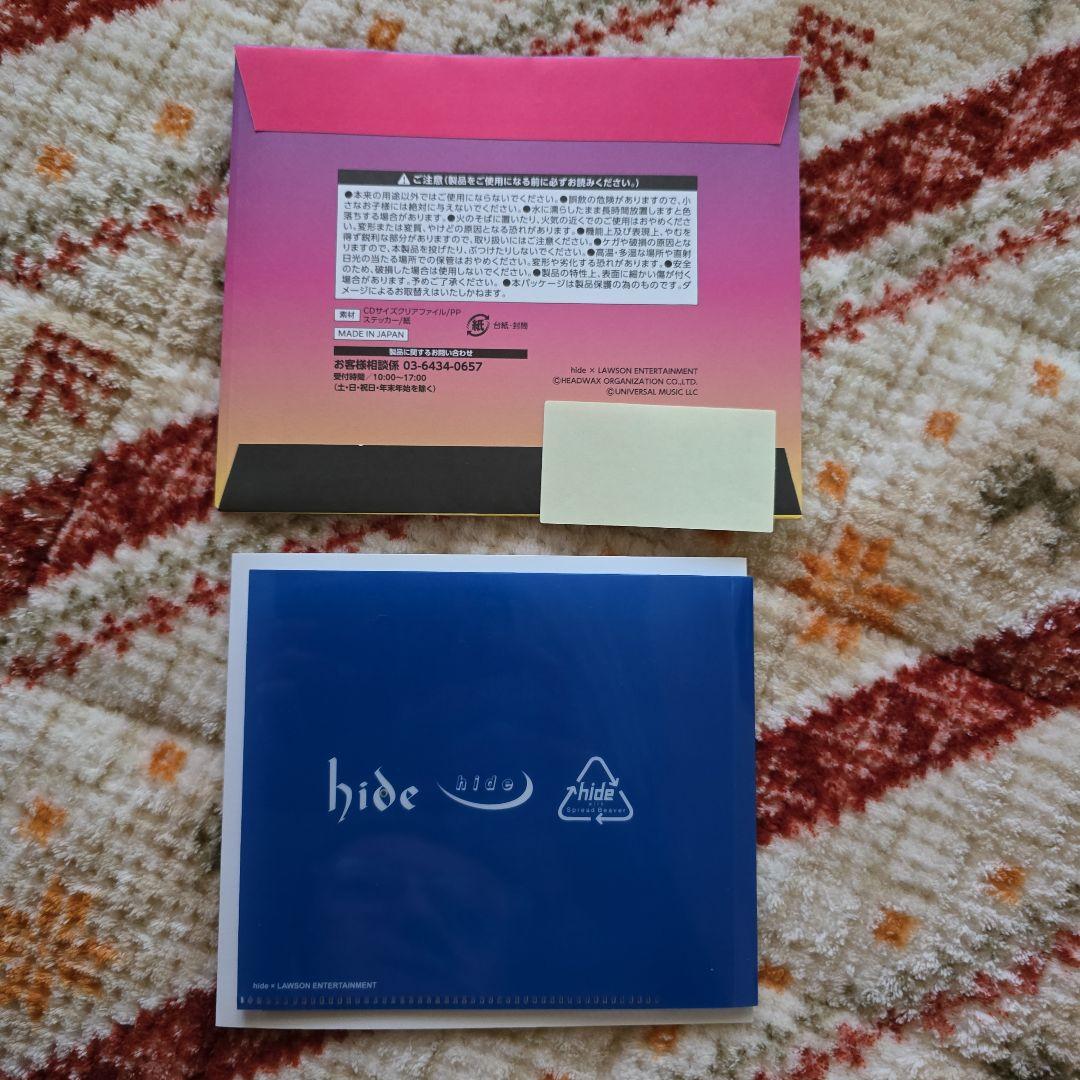 ⚠ご注意(製品をご使用になる前に必ずお読みください。)
●本来の用途以外ではご使用にならないでください。●誤飲の危険がありますので、小
さなお子様には絶対に与えないでください。●水に濡らしたまま長時間放置しますと色
落ちする場合があります。●火のそばに置いたり、火気の近くでのご使用はおやめくださ
い。変形または変質、やけどの原因となる恐れがあります。●機能上及び表現上、やむを
得ず鋭利な部分がありますので、取り扱いにはご注意ください。●ケガや破損の原因とな
りますので、本製品を投げたり、ぶつけたりしないでください。●高温・多湿な場所や直射
日光の当たる場所での保管はおやめください。変形や劣化する恐れがあります。●安全
のため、破損した場合は使用しないでください。●製品の特性上、表面に細かい傷が付く
場合があります。予めご了承ください。●本パッケージは製品保護の為のものです。ダ
メージによるお取替えはいたしかねます。
素材 CDサイズクリアファイル/PP
ステッカー/紙
紙 台紙・封筒
MADE IN JAPAN
製品に関するお問い合わせ
お客様相談係 03-6434-0657
受付時間/10:00〜17:00
(土・日・祝日・年末年始を除く)
hide × LAWSON ENTERTAINMENT
©HEADWAX ORGANIZATION CO.,LTD.
©UNIVERSAL MUSIC LLC
hide
hide
hide
with
Spread Beaver
hide × LAWSON ENTERTAINMENT